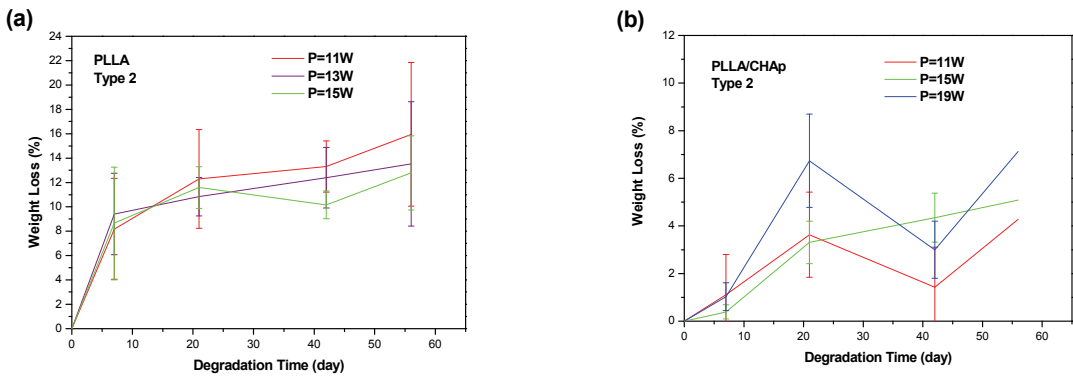 (a)
PLLA
Type 2
P=11W
P=13W
P=15W
24
22
20
18
16
14
12
10
8
6
4
2
0
Weight Loss (%)
0 10 20 30 40 50 60
Degradation Time (day)
(b)
PLLA/CHAp
Type 2
P=11W
P=15W
P=19W
12
10
8
6
4
2
0
Weight Loss (%)
0 10 20 30 40 50 60
Degradation Time (day)